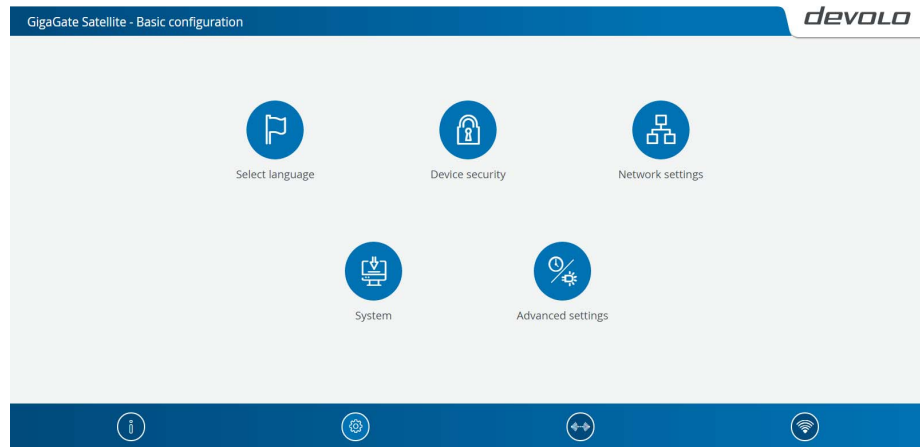 GigaGate Satellite - Basic configuration
devolo
Select language
Device security
Network settings
System
Advanced settings